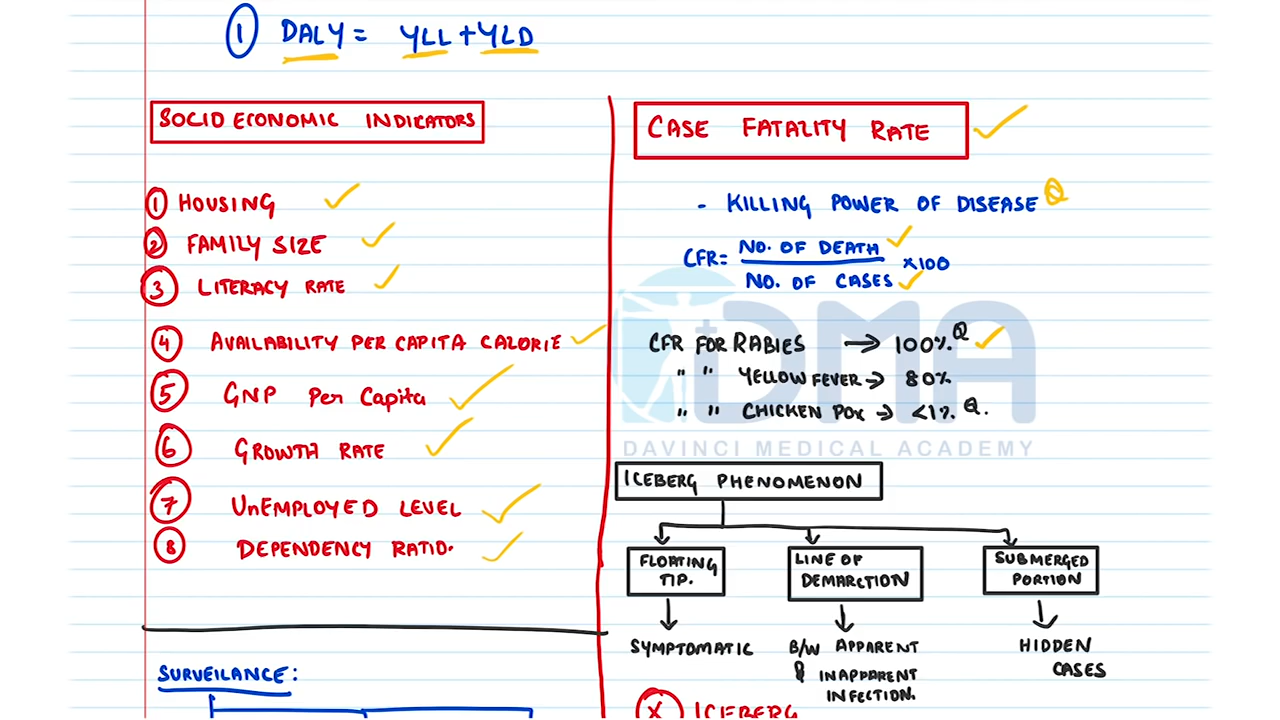 ① DALY = YLL + YLD
SOCIO ECONOMIC INDICATORS
① HOUSING
② FAMILY SIZE
③ LITERACY RATE
④ AVAILABILITY PER CAPITA CALORIE
⑤ GNP Per Capita
⑥ GROWTH RATE
⑦ UnEMPLOYED LEVEL
⑧ DEPENDENCY RATIO.
SURVEILANCE:
CASE FATALITY RATE
- KILLING POWER OF DISEASE Q
CFR = NO. OF DEATH
NO. OF CASES
×100
CFR FOR RABIES → 100%. Q
" " YELLOW FEVER → 80%
" " CHICKEN POX → <1%. Q.
DMA
DAVINCI MEDICAL ACADEMY
ICEBERG PHENOMENON
FLOATING
TIP.
LINE OF
DEMARCTION
SUBMERGED
PORTION
SYMPTOMATIC
B/W APPARENT
& INAPPARENT
INFECTION.
HIDDEN
CASES
X ICEBERG